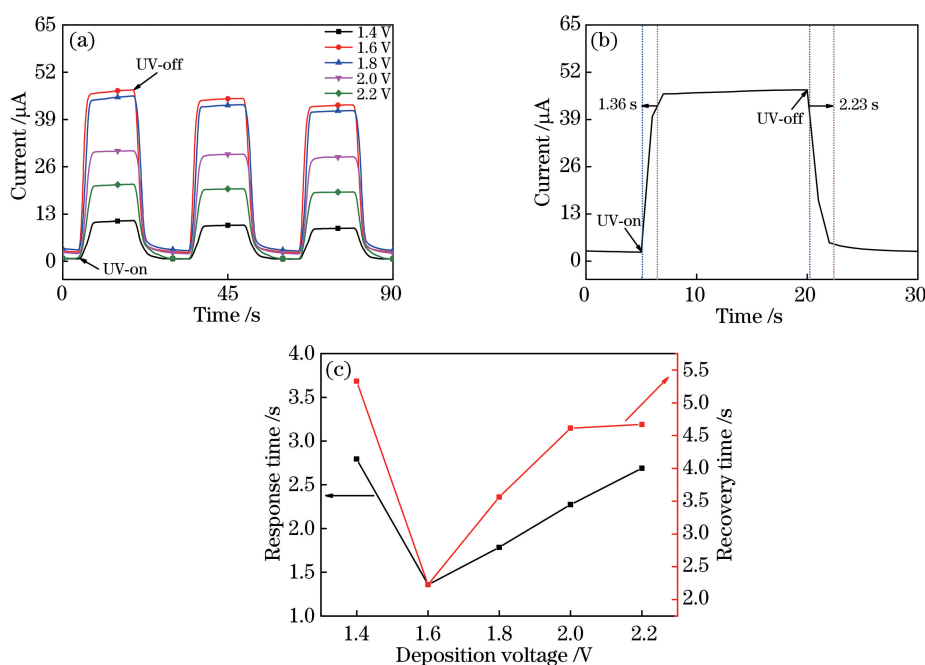 (a)
65
52
39
26
13
0
Current /μA
0
45
90
Time /s
UV-off
UV-on
1.4 V
1.6 V
1.8 V
2.0 V
2.2 V
(b)
65
52
39
26
13
0
Current /μA
0
10
20
30
Time /s
1.36 s
2.23 s
UV-off
UV-on
(c)
4.0
3.5
3.0
2.5
2.0
1.5
1.0
Response time /s
1.4
1.6
1.8
2.0
2.2
Deposition voltage /V
5.5
5.0
4.5
4.0
3.5
3.0
2.5
2.0
Recovery time /s